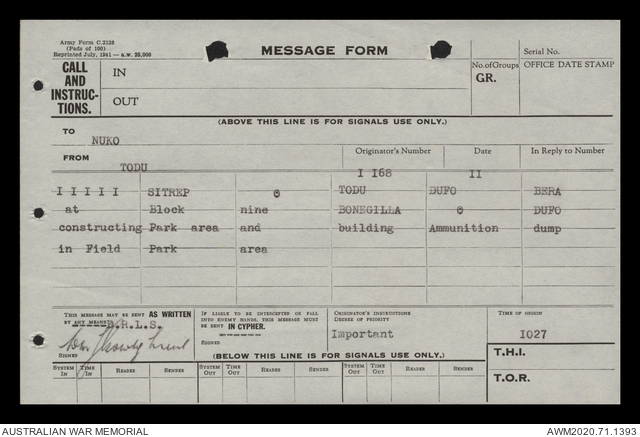 Army Form C.2128
(Pads of 100)
Reprinted July, 1941 — s.w. 25,000
MESSAGE FORM
Serial No.
CALL AND INSTRUC-TIONS.
IN
OUT
No. of Groups GR.
OFFICE DATE STAMP
(ABOVE THIS LINE IS FOR SIGNALS USE ONLY.)
TO
NUKO
FROM
TODU
Originator's Number
Date
In Reply to Number
I I68
II
I I I I I SITREP @ TODU DUFO BERA
at Block nine BONEGILLA @ DUFO
constructing Park area and building Ammunition dump
in Field Park area
THIS MESSAGE MAY BE SENT AS WRITTEN BY ANY MEANS
D.R.L.S.
SIGNED
IF LIABLE TO BE INTERCEPTED OR FALL INTO ENEMY HANDS, THIS MESSAGE MUST BE SENT IN CYPHER.
SIGNED
ORIGINATOR'S INSTRUCTIONS
DEGREE OF PRIORITY
Important
TIME OF ORIGIN
I027
(BELOW THIS LINE IS FOR SIGNALS USE ONLY.)
T.H.I.
T.O.R.
SYSTEM IN TIME IN READER SENDER SYSTEM OUT TIME OUT READER SENDER SYSTEM OUT TIME OUT READER SENDER
AUSTRALIAN WAR MEMORIAL
AWM2020.71.1393